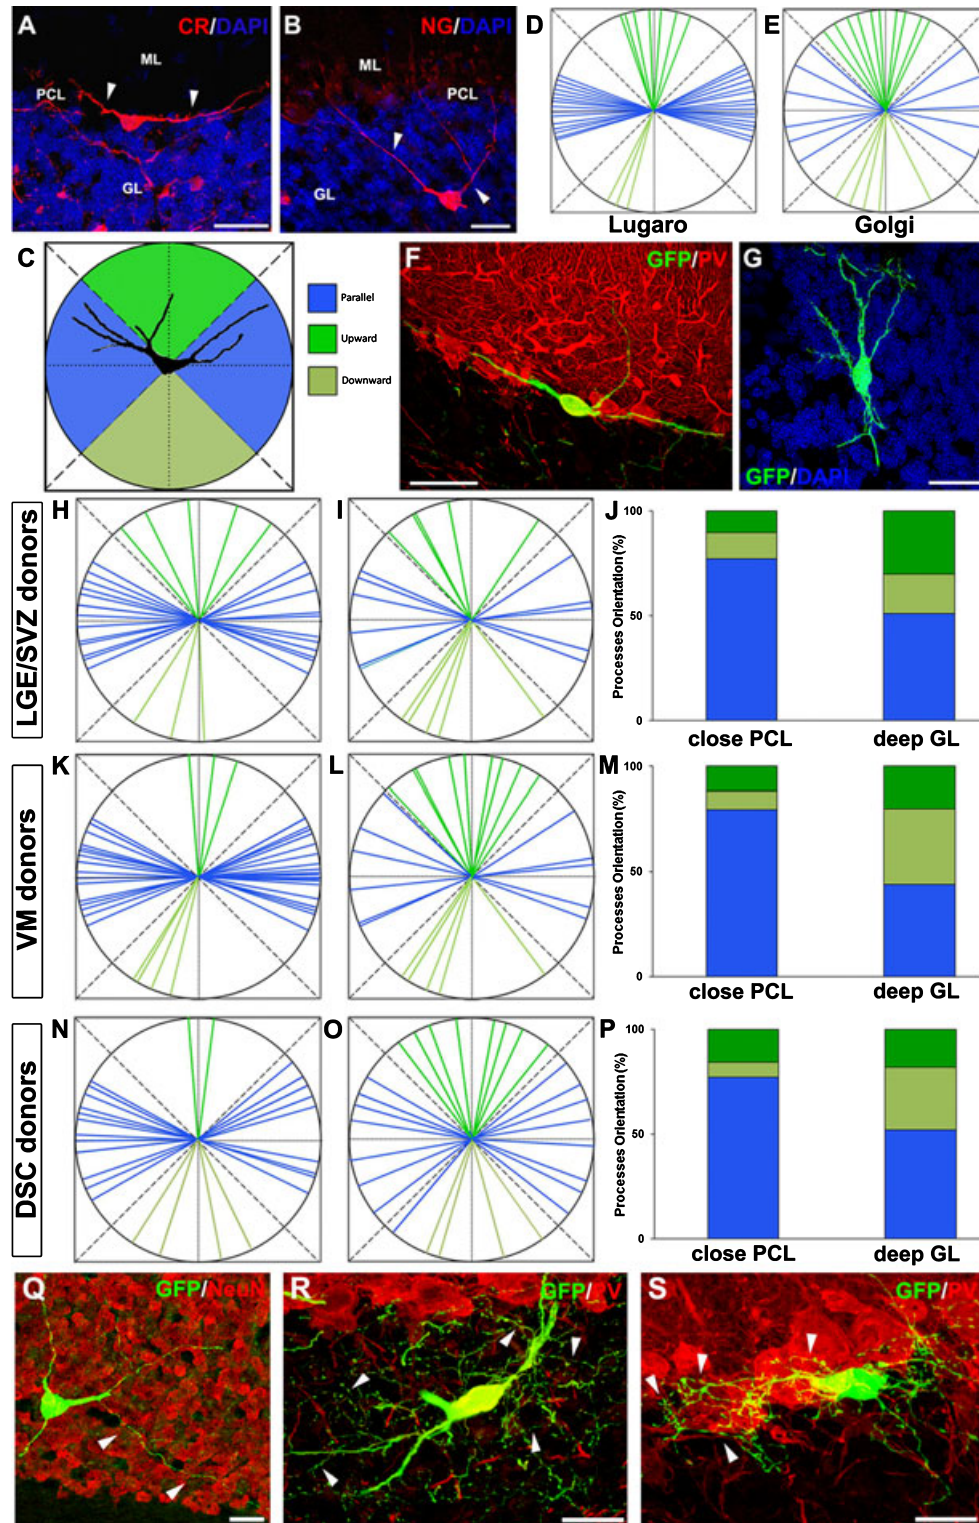 A
CR/DAPI
ML
PCL
GL
B
NG/DAPI
ML
PCL
GL
D
Lugaro
E
Golgi
C
Parallel
Upward
Downward
F
GFP/PV
G
GFP/DAPI
LGE/SVZ donors
H
I
J
Processes Orientation (%)
100
50
0
close PCL
deep GL
VM donors
K
L
M
Processes Orientation (%)
100
50
0
close PCL
deep GL
DSC donors
N
O
P
Processes Orientation (%)
100
50
0
close PCL
deep GL
Q
GFP/NeuN
R
GFP/PV
S
GFP/PV